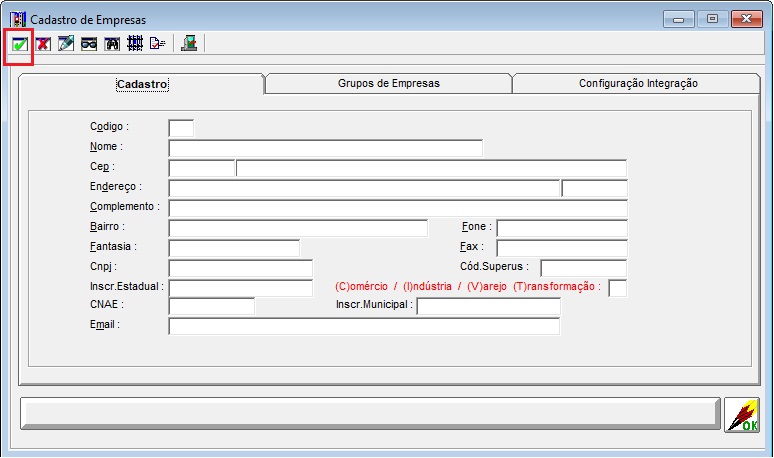 Cadastro de Empresas
Cadastro Grupos de Empresas Configuração Integração
Codigo :
Nome :
Cep :
Endereço :
Complemento :
Bairro : Fone :
Fantasia : Fax :
Cnpj : Cód.Superus :
Inscr.Estadual : (C)omércio / (I)ndústria / (V)arejo (T)ransformação :
CNAE : Inscr.Municipal :
Email :
OK